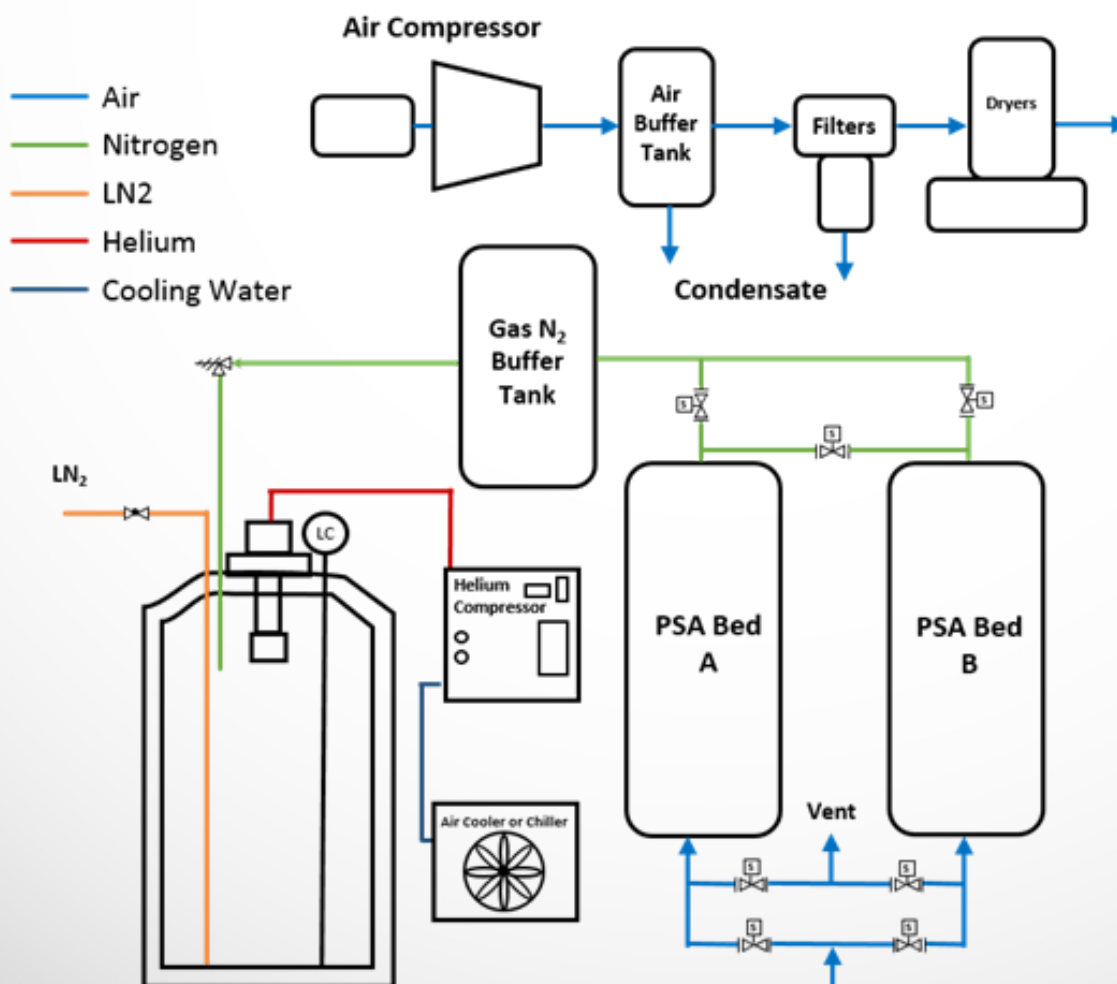 Air Compressor
Air
Nitrogen
LN2
Helium
Cooling Water
Air
Buffer
Tank
Filters
Dryers
Condensate
Gas N₂
Buffer
Tank
S
S
S
LN₂
LC
Helium
Compressor
PSA Bed
A
PSA Bed
B
Air Cooler or Chiller
Vent
S
S
S
S